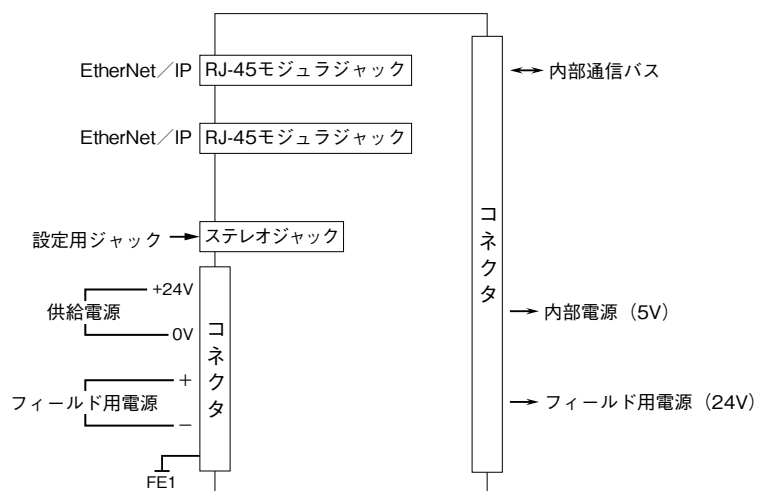 EtherNet／IP RJ-45モジュラジャック
内部通信バス
EtherNet／IP RJ-45モジュラジャック
設定用ジャック ステレオジャック
コネクタ
供給電源
+24V
0V
コネクタ
内部電源（5V）
フィールド用電源
＋
－
フィールド用電源（24V）
FE1